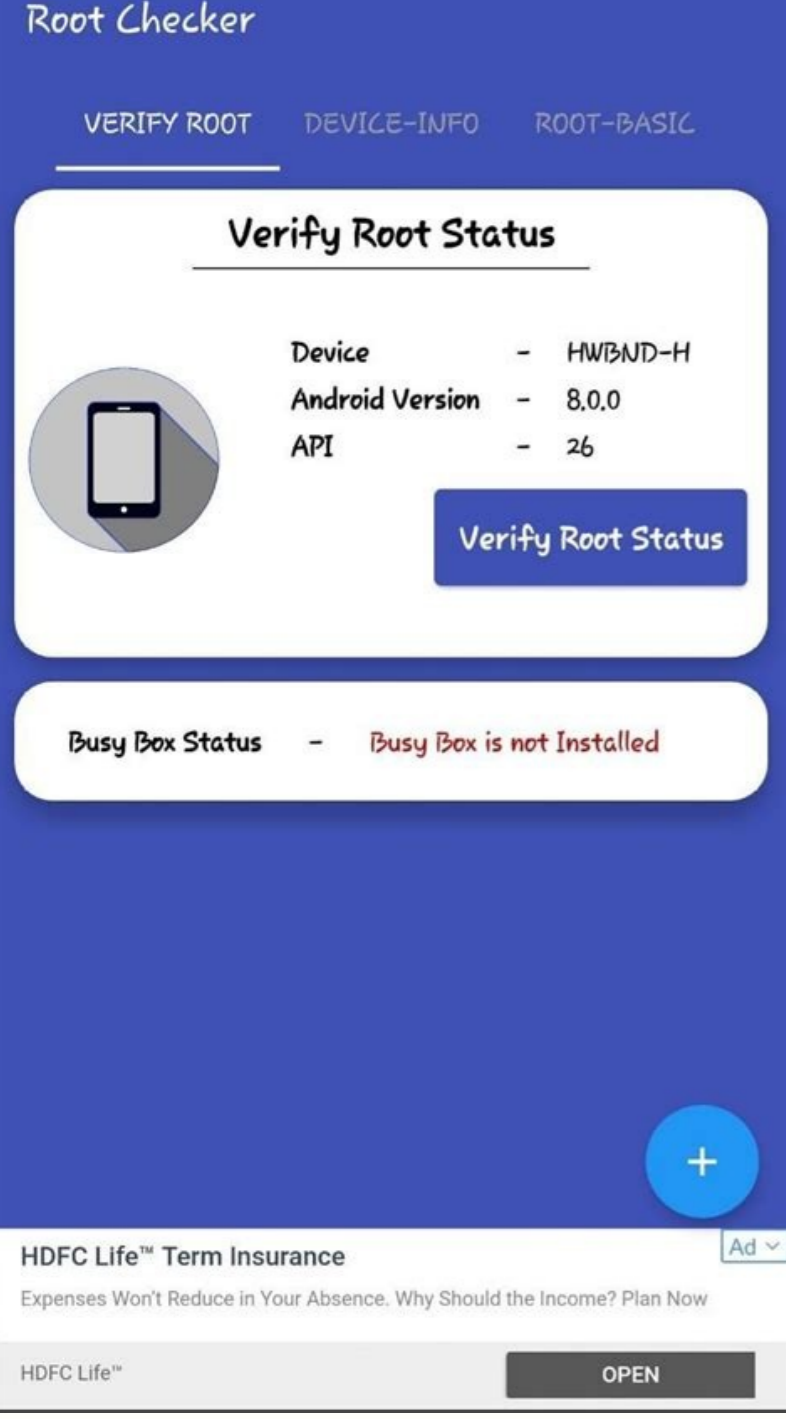 Root Checker
VERIFY ROOT DEVICE-INFO ROOT-BASIC
Verify Root Status
Device - HWBND-H
Android Version - 8.0.0
API - 26
Verify Root Status
Busy Box Status - Busy Box is not Installed
+
HDFC Life™ Term Insurance
Ad
Expenses Won't Reduce in Your Absence. Why Should the Income? Plan Now
HDFC Life™
OPEN